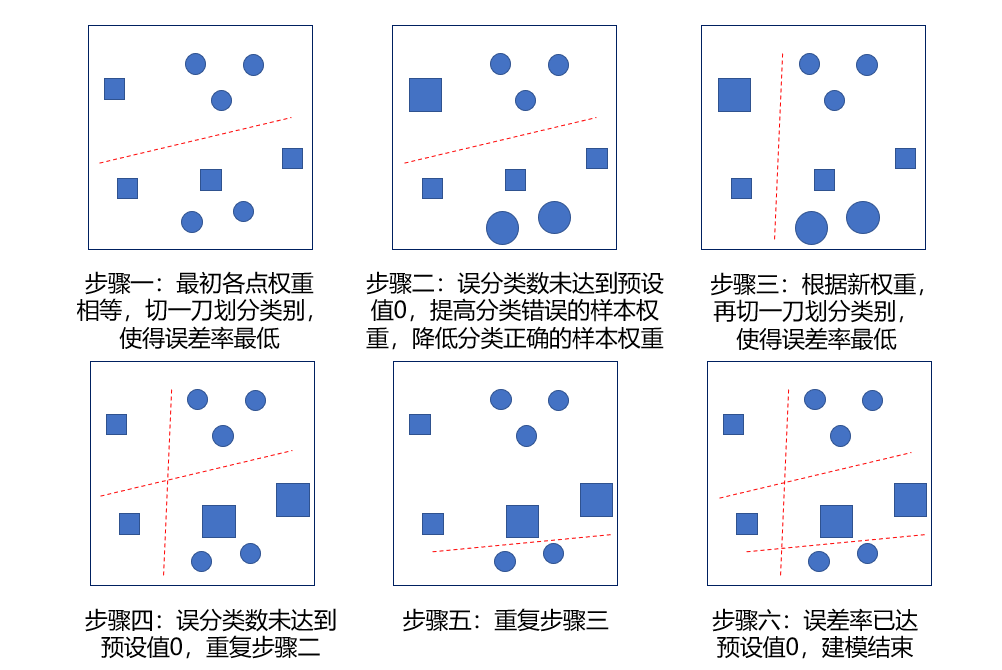 步骤一：最初各点权重
相等，切一刀划分类别，
使得误差率最低
步骤二：误分类数未达到预设
值0，提高分类错误的样本权
重，降低分类正确的样本权重
步骤三：根据新权重，
再切一刀划分类别，
使得误差率最低
步骤四：误分类数未达到
预设值0，重复步骤二
步骤五：重复步骤三
步骤六：误差率已达
预设值0，建模结束